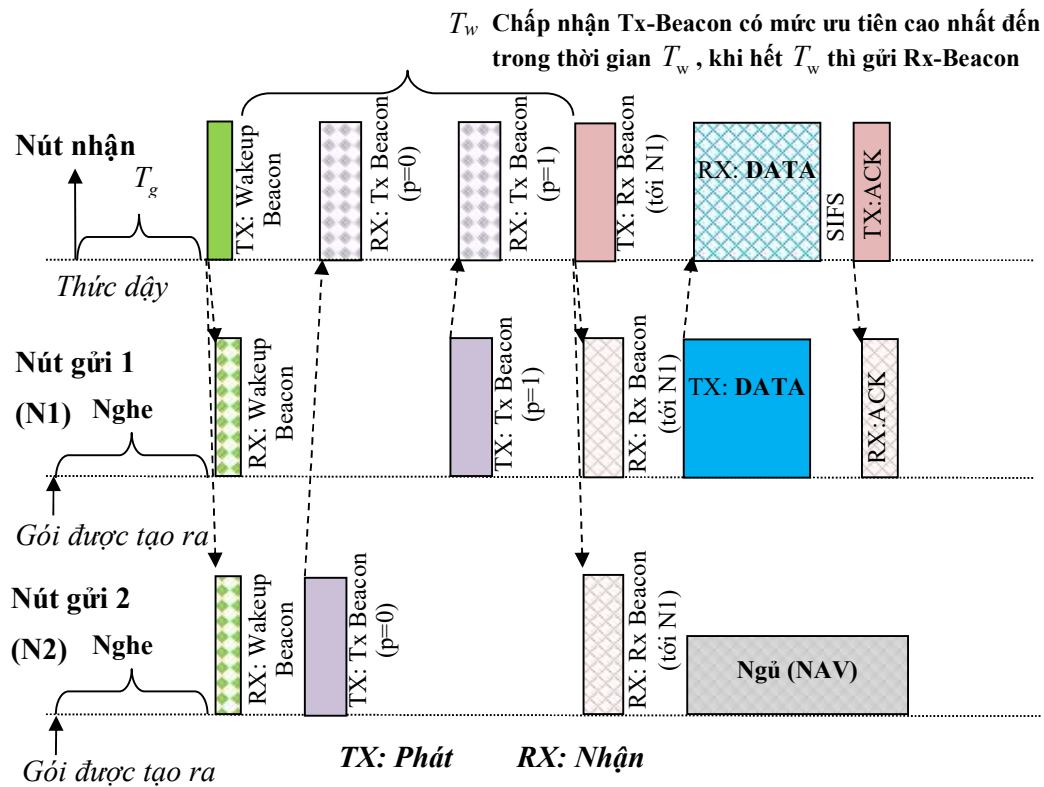 T_w Chấp nhận Tx-Beacon có mức ưu tiên cao nhất đến
trong thời gian T_w , khi hết T_w thì gửi Rx-Beacon
Nút nhận
T_g
Thức dậy
TX: Wakeup
Beacon
RX: Tx Beacon
(p=0)
RX: Tx Beacon
(p=1)
TX: Rx Beacon
(tới N1)
RX: DATA
SIFS
TX:ACK
Nút gửi 1
(N1) Nghe
Gói được tạo ra
RX: Wakeup
Beacon
TX: Tx Beacon
(p=1)
RX: Rx Beacon
(tới N1)
TX: DATA
RX:ACK
Nút gửi 2
(N2) Nghe
Gói được tạo ra
RX: Wakeup
Beacon
TX: Tx Beacon
(p=0)
RX: Rx Beacon
(tới N1)
Ngủ (NAV)
TX: Phát RX: Nhận